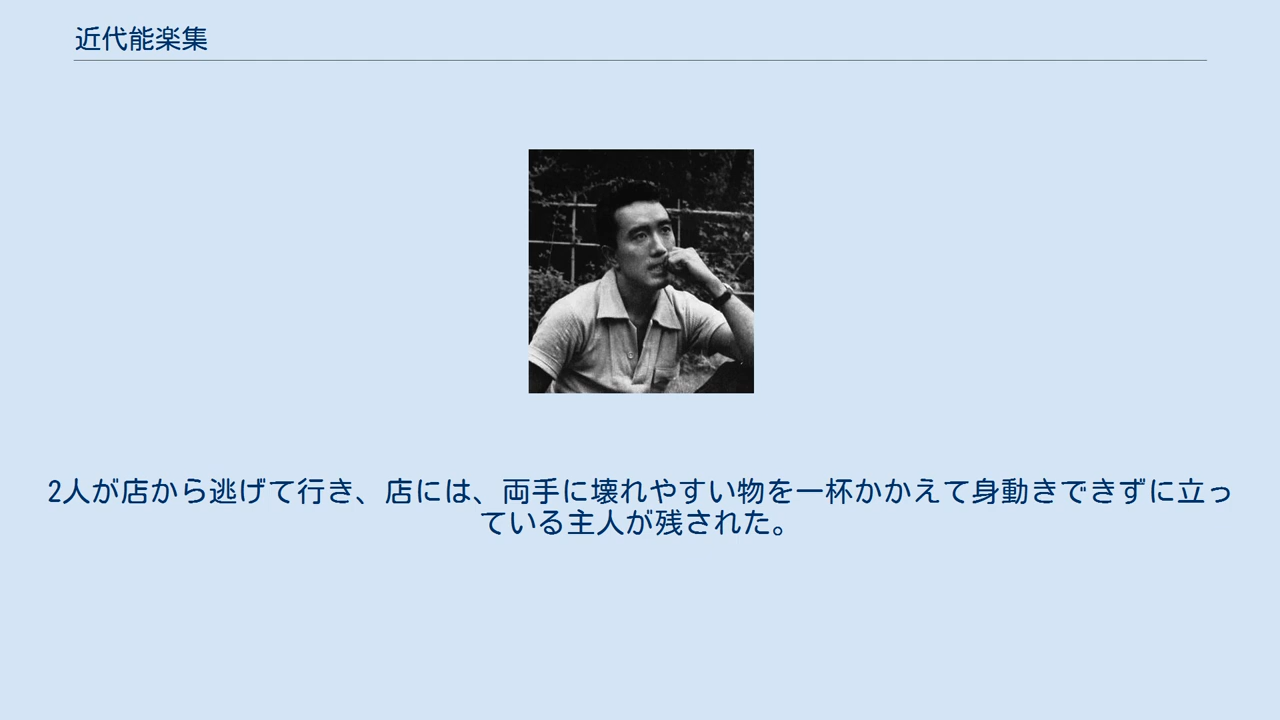 近代能楽集
2人が店から逃げて行き、店には、両手に壊れやすい物を一杯かかえて身動きできずに立っ
ている主人が残された。